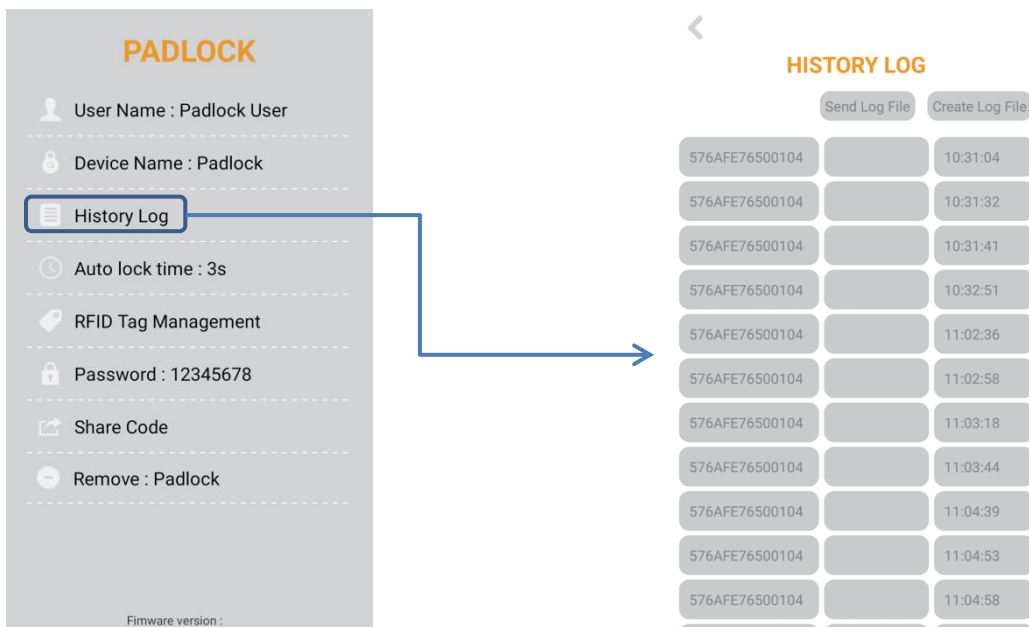 PADLOCK
User Name : Padlock User
Device Name : Padlock
History Log
Auto lock time : 3s
RFID Tag Management
Password : 12345678
Share Code
Remove : Padlock
Fimware version :
HISTORY LOG
Send Log File Create Log File
576AFE76500104 10:31:04
576AFE76500104 10:31:32
576AFE76500104 10:31:41
576AFE76500104 10:32:51
576AFE76500104 11:02:36
576AFE76500104 11:02:58
576AFE76500104 11:03:18
576AFE76500104 11:03:44
576AFE76500104 11:04:39
576AFE76500104 11:04:53
576AFE76500104 11:04:58